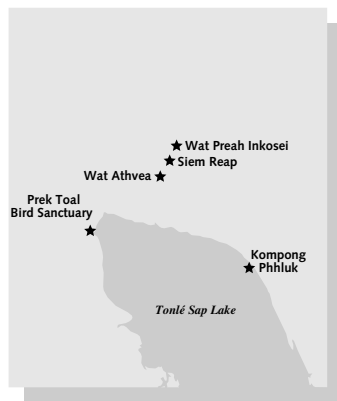 Wat Preah Inkosei
Siem Reap
Wat Athvea
Prek Toal
Bird Sanctuary
Kompong
Phhluk
Tonlé Sap Lake